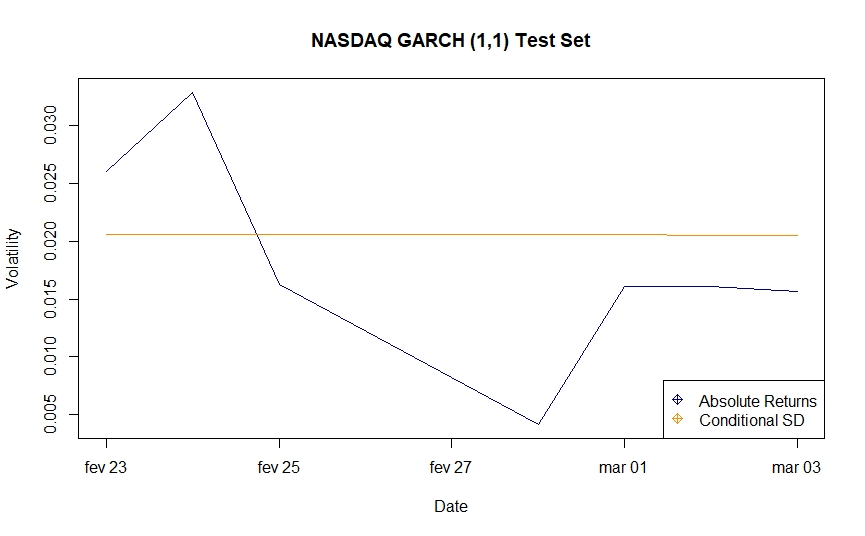 NASDAQ GARCH (1,1) Test Set
Volatility
0.030
0.025
0.020
0.015
0.010
0.005
Absolute Returns
Conditional SD
fev 23 fev 25 fev 27 mar 01 mar 03
Date